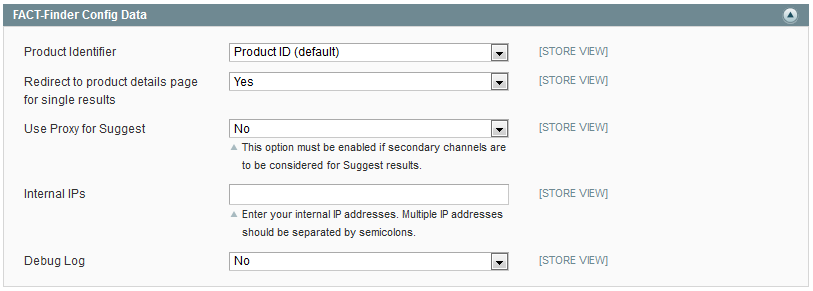 FACT-Finder Config Data
Product Identifier Product ID (default) [STORE VIEW]
Redirect to product details page Yes [STORE VIEW]
for single results
Use Proxy for Suggest No [STORE VIEW]
This option must be enabled if secondary channels are
to be considered for Suggest results.
Internal IPs [STORE VIEW]
Enter your internal IP addresses. Multiple IP addresses
should be separated by semicolons.
Debug Log No [STORE VIEW]